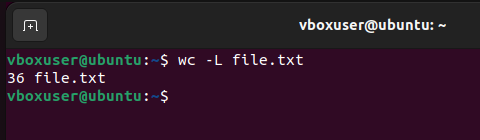 vboxuser@ubuntu: ~
vboxuser@ubuntu:~$ wc -L file.txt
36 file.txt
vboxuser@ubuntu:~$